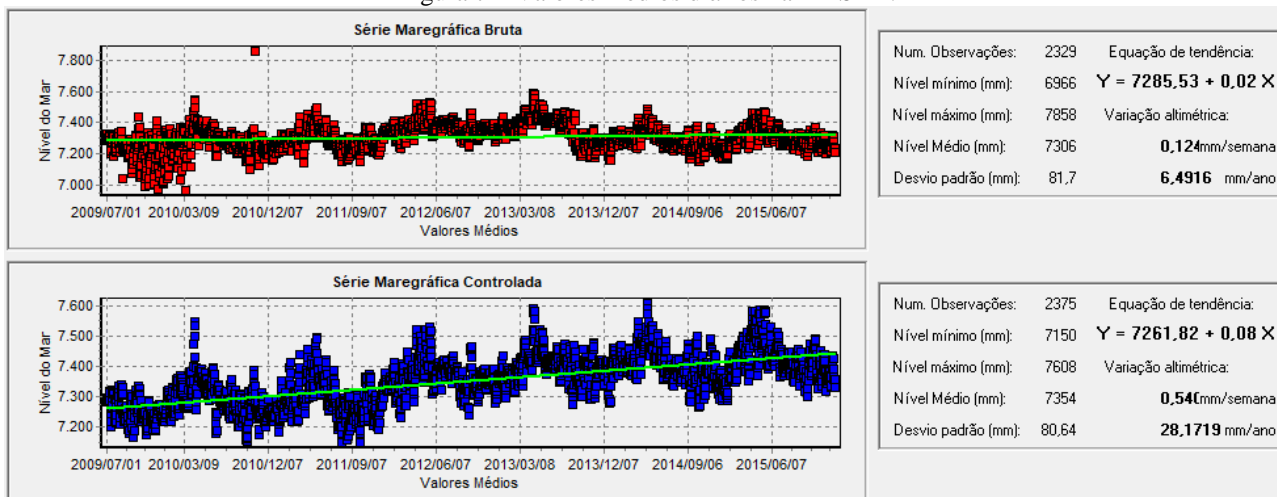 Série Maregráfica Bruta
7.800
7.600
7.400
7.200
7.000
Nível do Mar
2009/07/01 2010/03/09 2010/12/07 2011/09/07 2012/06/07 2013/03/08 2013/12/07 2014/09/06 2015/06/07
Valores Médios
Num. Observações: 2329 Equação de tendência:
Nível mínimo (mm): 6966 Y = 7285,53 + 0,02 X
Nível máximo (mm): 7858 Variação altimétrica:
Nível Médio (mm): 7306 0,124mm/semana
Desvio padrão (mm): 81,7 6,4916 mm/ano
Série Maregráfica Controlada
7.600
7.500
7.400
7.300
7.200
Nível do Mar
2009/07/01 2010/03/09 2010/12/07 2011/09/07 2012/06/07 2013/03/08 2013/12/07 2014/09/06 2015/06/07
Valores Médios
Num. Observações: 2375 Equação de tendência:
Nível mínimo (mm): 7150 Y = 7261,82 + 0,08 X
Nível máximo (mm): 7608 Variação altimétrica:
Nível Médio (mm): 7354 0,540mm/semana
Desvio padrão (mm): 80,64 28,1719 mm/ano